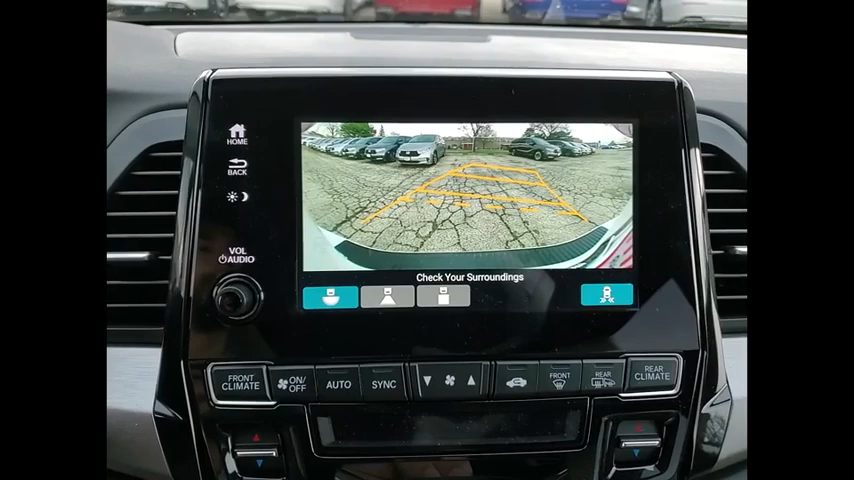 HOME
BACK
VOL
AUDIO
Check Your Surroundings
FRONT
CLIMATE
ON/
OFF
AUTO
SYNC
FRONT
REAR
REAR
CLIMATE